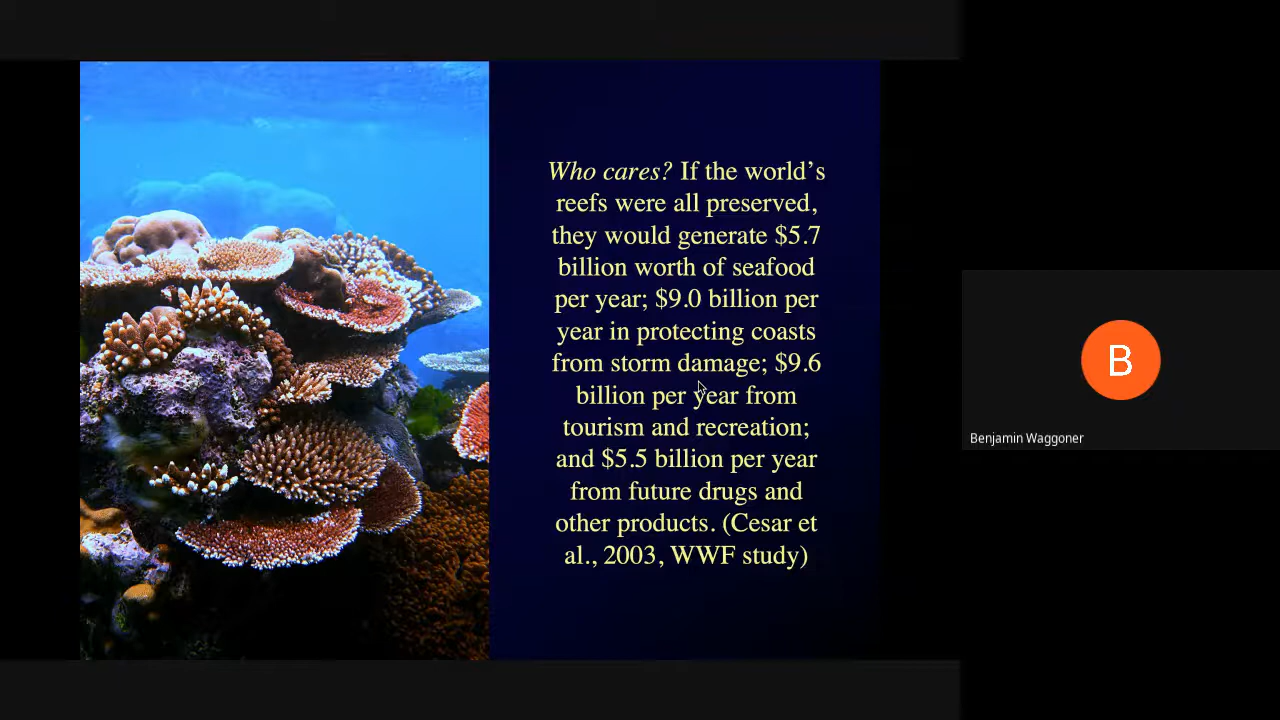 Who cares? If the world’s
reefs were all preserved,
they would generate $5.7
billion worth of seafood
per year; $9.0 billion per
year in protecting coasts
from storm damage; $9.6
billion per year from
tourism and recreation;
and $5.5 billion per year
from future drugs and
other products. (Cesar et
al., 2003, WWF study)
B
Benjamin Waggoner